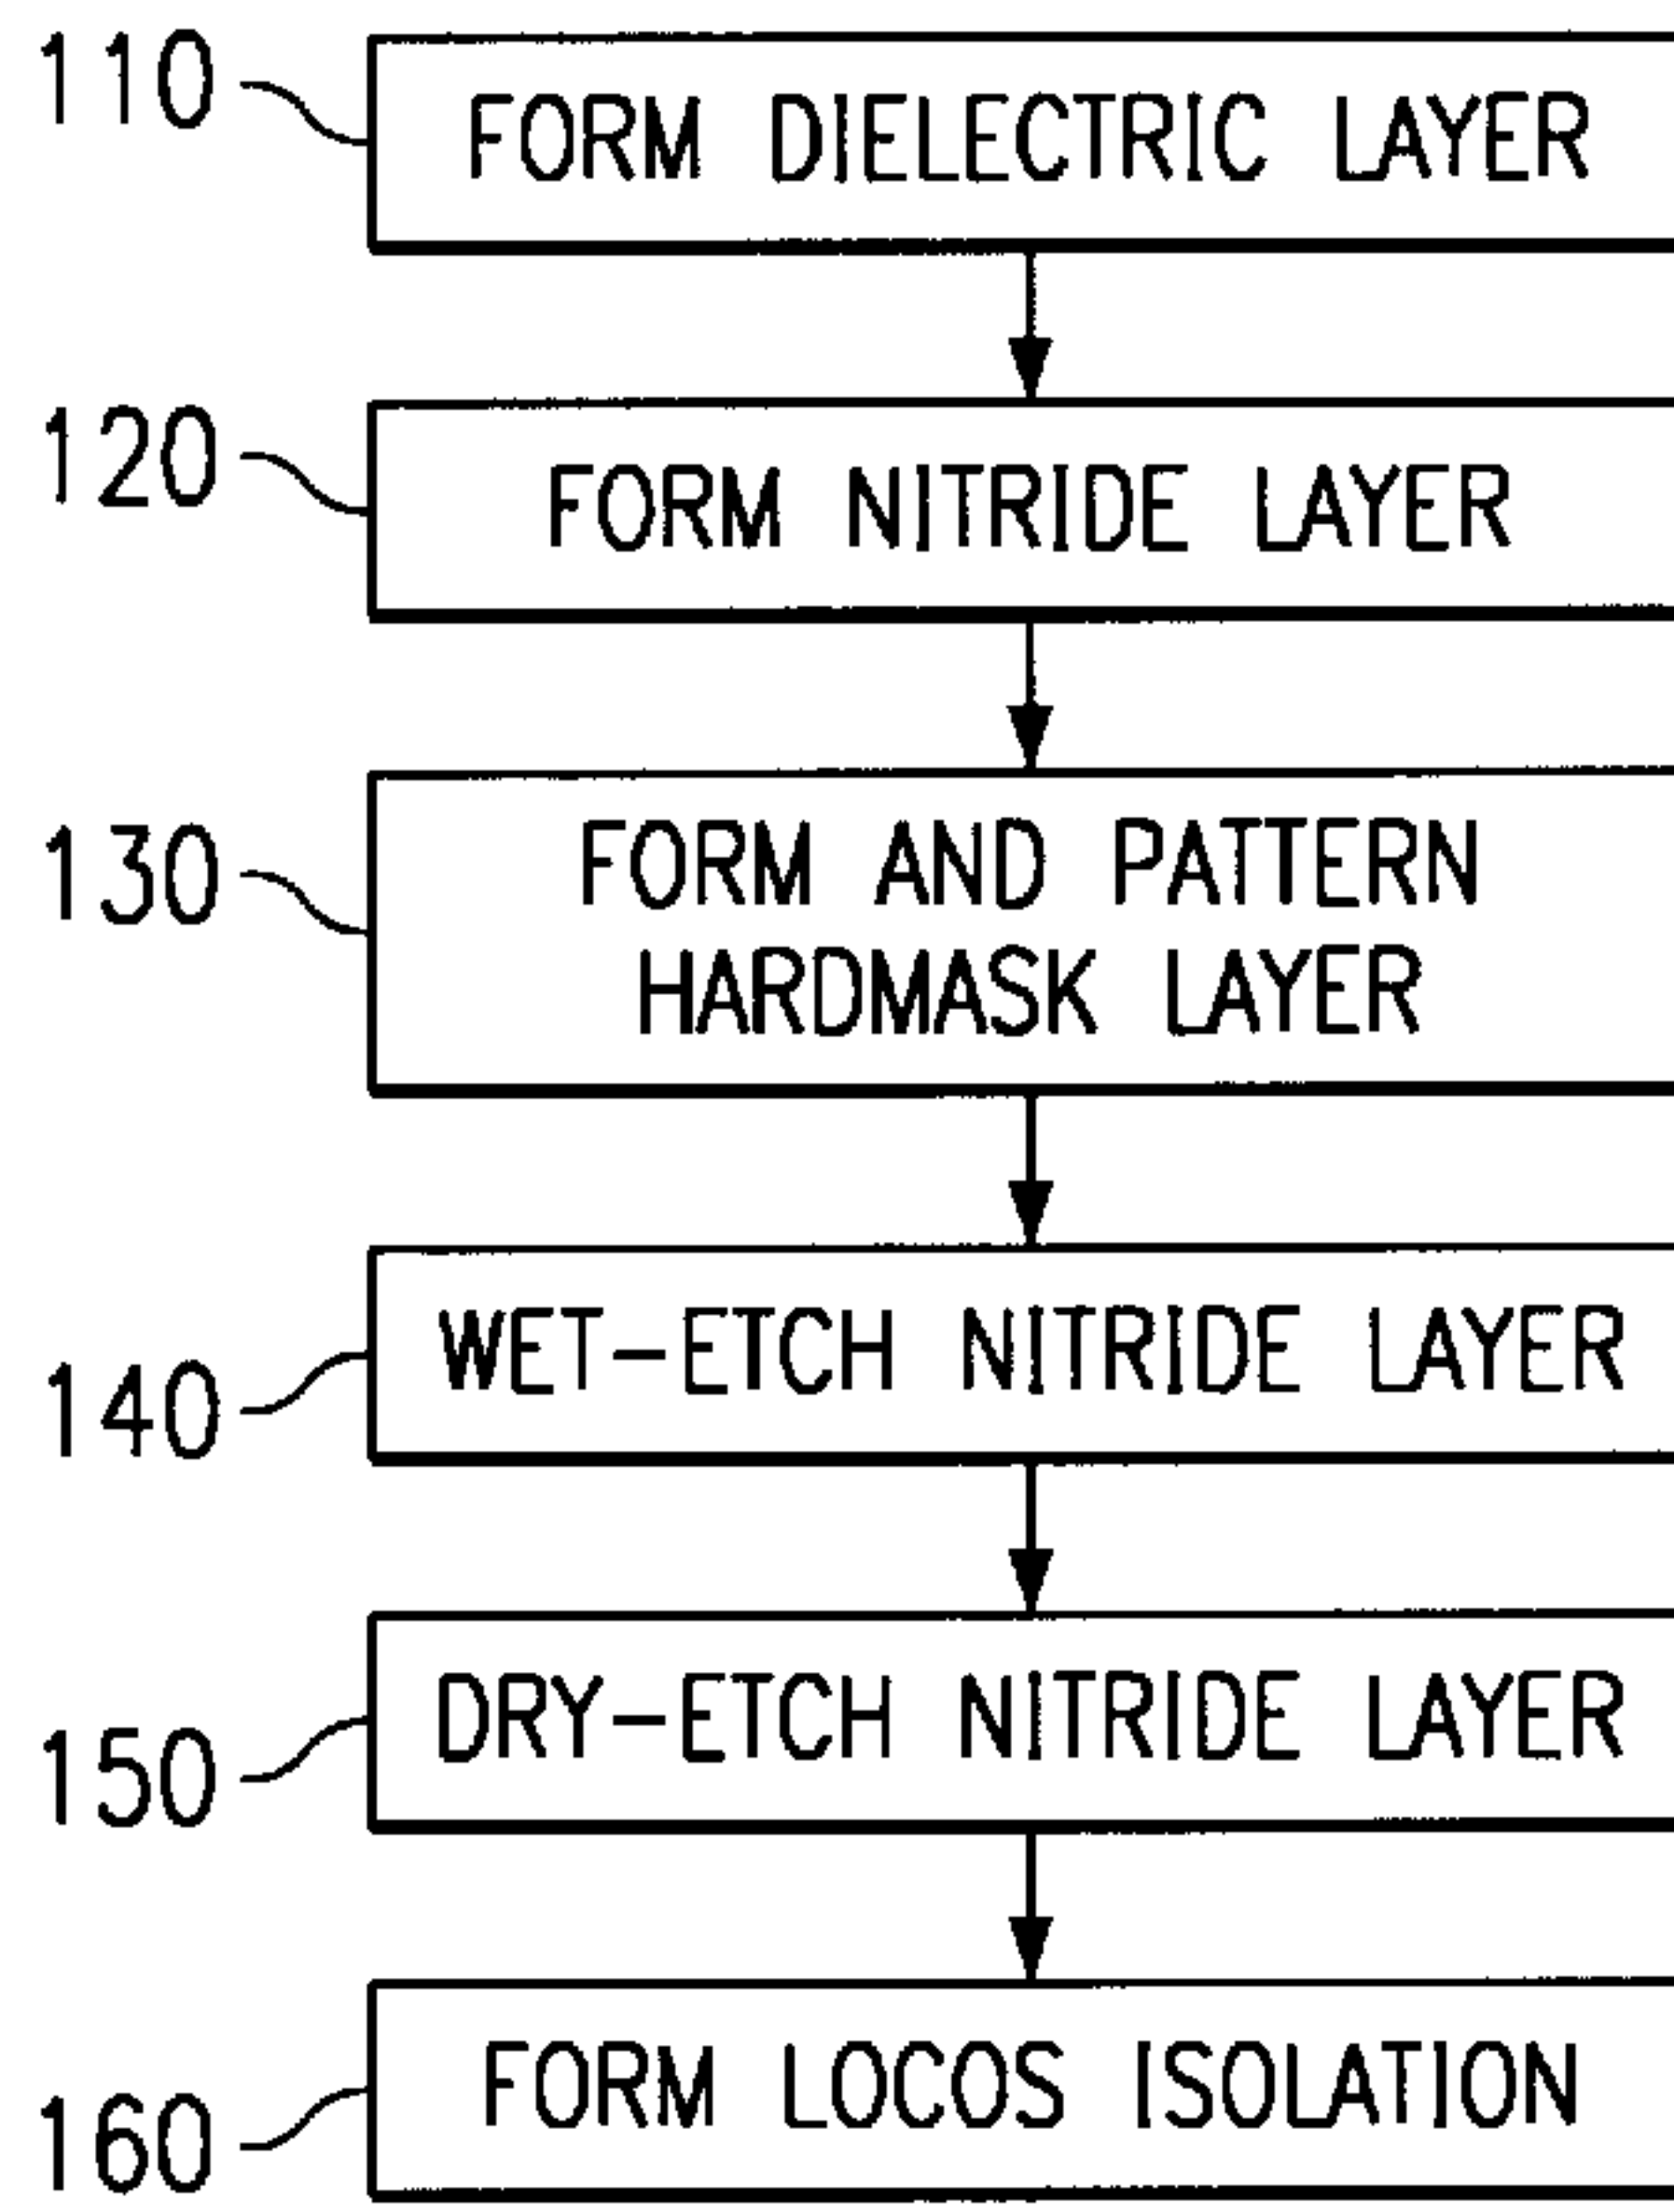 110
FORM DIELECTRIC LAYER
120
FORM NITRIDE LAYER
130
FORM AND PATTERN
HARDMASK LAYER
140
WET-ETCH NITRIDE LAYER
150
DRY-ETCH NITRIDE LAYER
160
FORM LOCOS ISOLATION